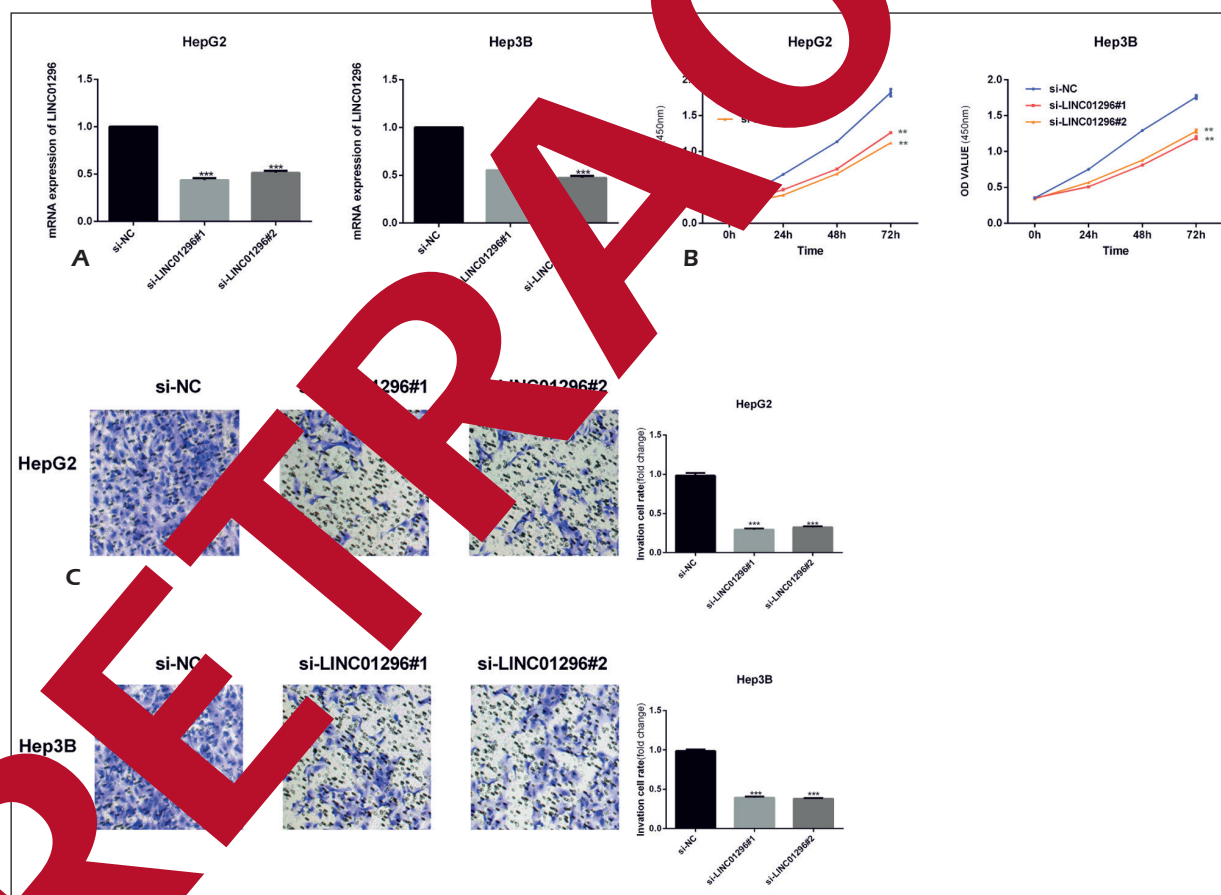 HepG2
mRNA expression of LINC01296
1.5
1.0
0.5
0.0
***
***
si-NC
si-LINC01296#1
si-LINC01296#2
A
Hep3B
mRNA expression of LINC01296
1.5
1.0
0.5
0.0
***
si-NC
HepG2
(450nm)
0h
24h
48h
72h
**
**
Time
B
Hep3B
OD VALUE (450nm)
2.0
1.5
1.0
0.5
0.0
si-NC
si-LINC01296#1
si-LINC01296#2
**
**
0h
24h
48h
72h
Time
si-NC
HepG2
HepG2
Invation cell rate(fold change)
1.5
1.0
0.5
0.0
***
***
si-NC
si-LINC01296#1
si-LINC01296#2
C
si-NC
si-LINC01296#1
si-LINC01296#2
Hep3B
Hep3B
Invation cell rate(fold change)
1.5
1.0
0.5
0.0
***
***
si-NC
si-LINC01296#1
si-LINC01296#2
RETRAC